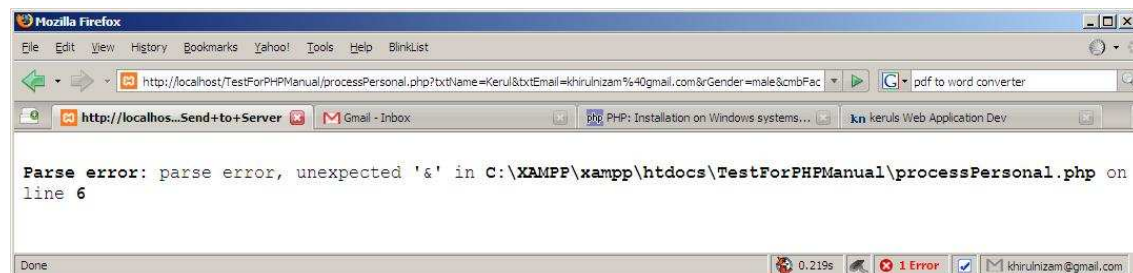 Mozilla Firefox
File Edit View History Bookmarks Yahoo! Tools Help BlinkList
http://localhost/TestForPHPManual/processPersonal.php?txtName=Kerul&txtEmail=khirulnizam%40gmail.com&rGender=male&cmbFac G pdf to word converter
http://localhos...Send+to+Server Gmail - Inbox php PHP: Installation on Windows systems... kn keruls Web Application Dev
Parse error: parse error, unexpected '&' in C:\XAMPP\xampp\htdocs\TestForPHPManual\processPersonal.php on
line 6
Done 0.219s 1 Error khirulnizam@gmail.com